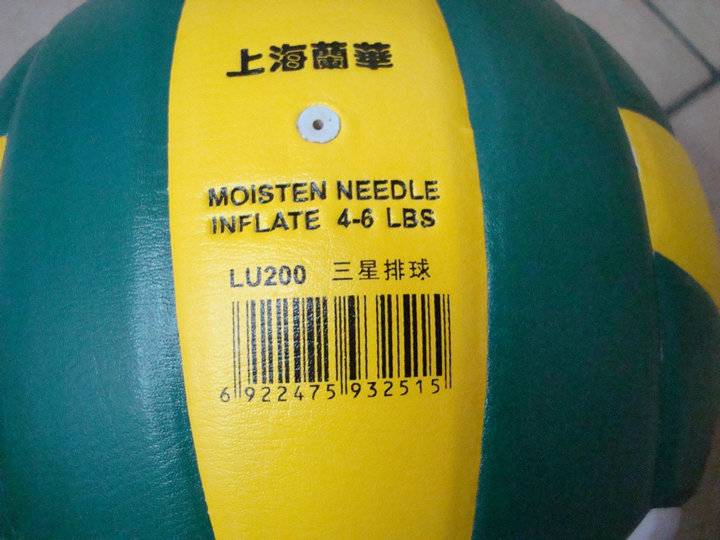 上海蘭華
MOISTEN NEEDLE
INFLATE 4-6 LBS
LU200 三星排球
6 922475 932515